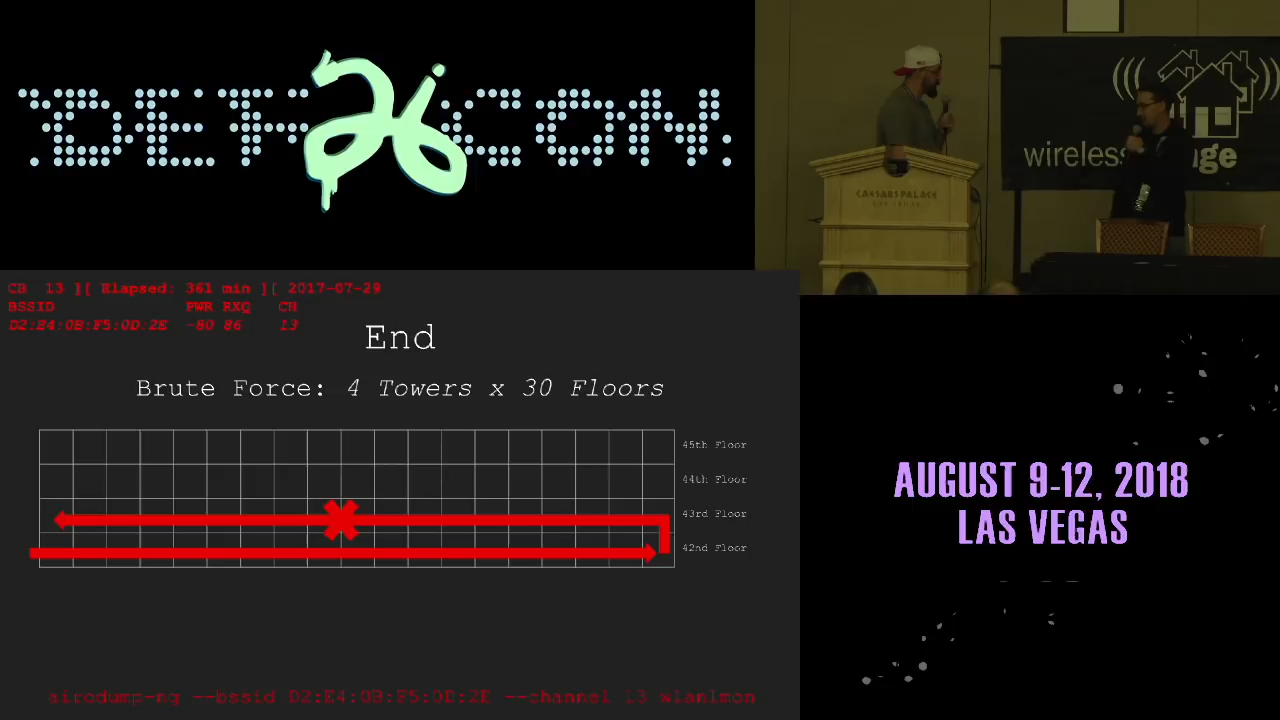 DEF CON
26
CAESARS PALACE
wireless
CH 13 ][ Elapsed: 361 min ][ 2017-07-29
BSSID PWR RXQ CH
D2:E4:0B:F5:0D:2E -80 86 13
End
Brute Force: 4 Towers x 30 Floors
45th Floor
44th Floor
43rd Floor
42nd Floor
airodump-ng --bssid D2:E4:0B:F5:0D:2E --channel 13 wlan1mon
AUGUST 9-12, 2018
LAS VEGAS